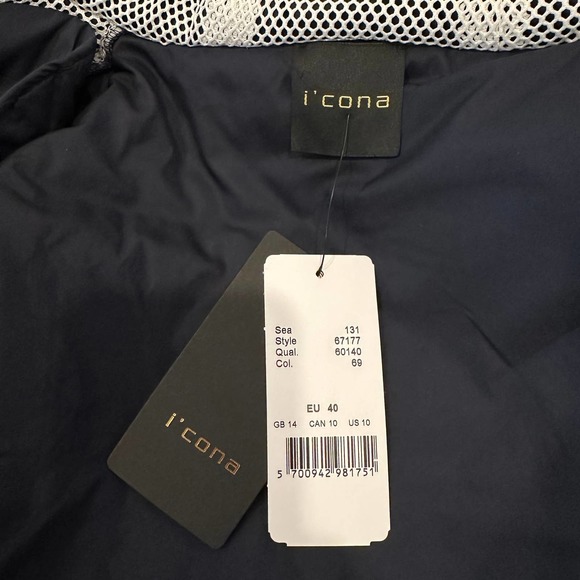 i'cona
Sea 131
Style 67177
Qual. 60140
Col. 69
EU 40
GB 14 CAN 10 US 10
5 700942 981751
i'cona